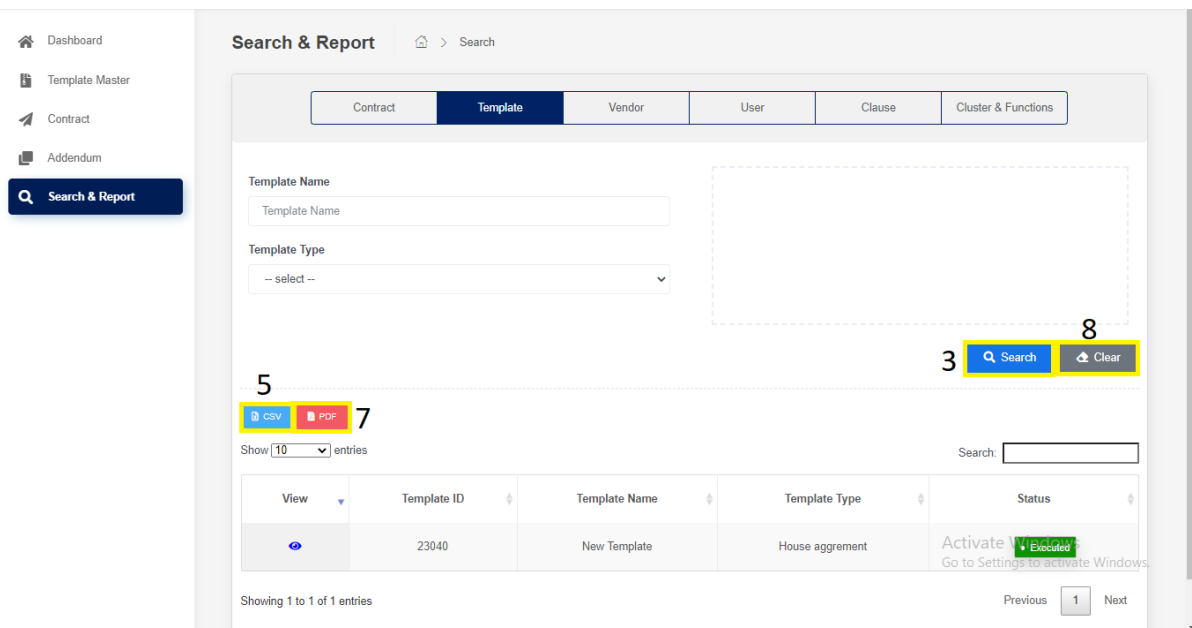 Dashboard
Template Master
Contract
Addendum
Search & Report
Search & Report > Search
Contract Template Vendor User Clause Cluster & Functions
Template Name
Template Name
Template Type
-- select --
8
3 Search Clear
5
CSV PDF 7
Show 10 entries
Search:
View Template ID Template Name Template Type Status
23040 New Template House aggrement Executed
Activate Windows
Go to Settings to activate Windows.
Showing 1 to 1 of 1 entries
Previous 1 Next